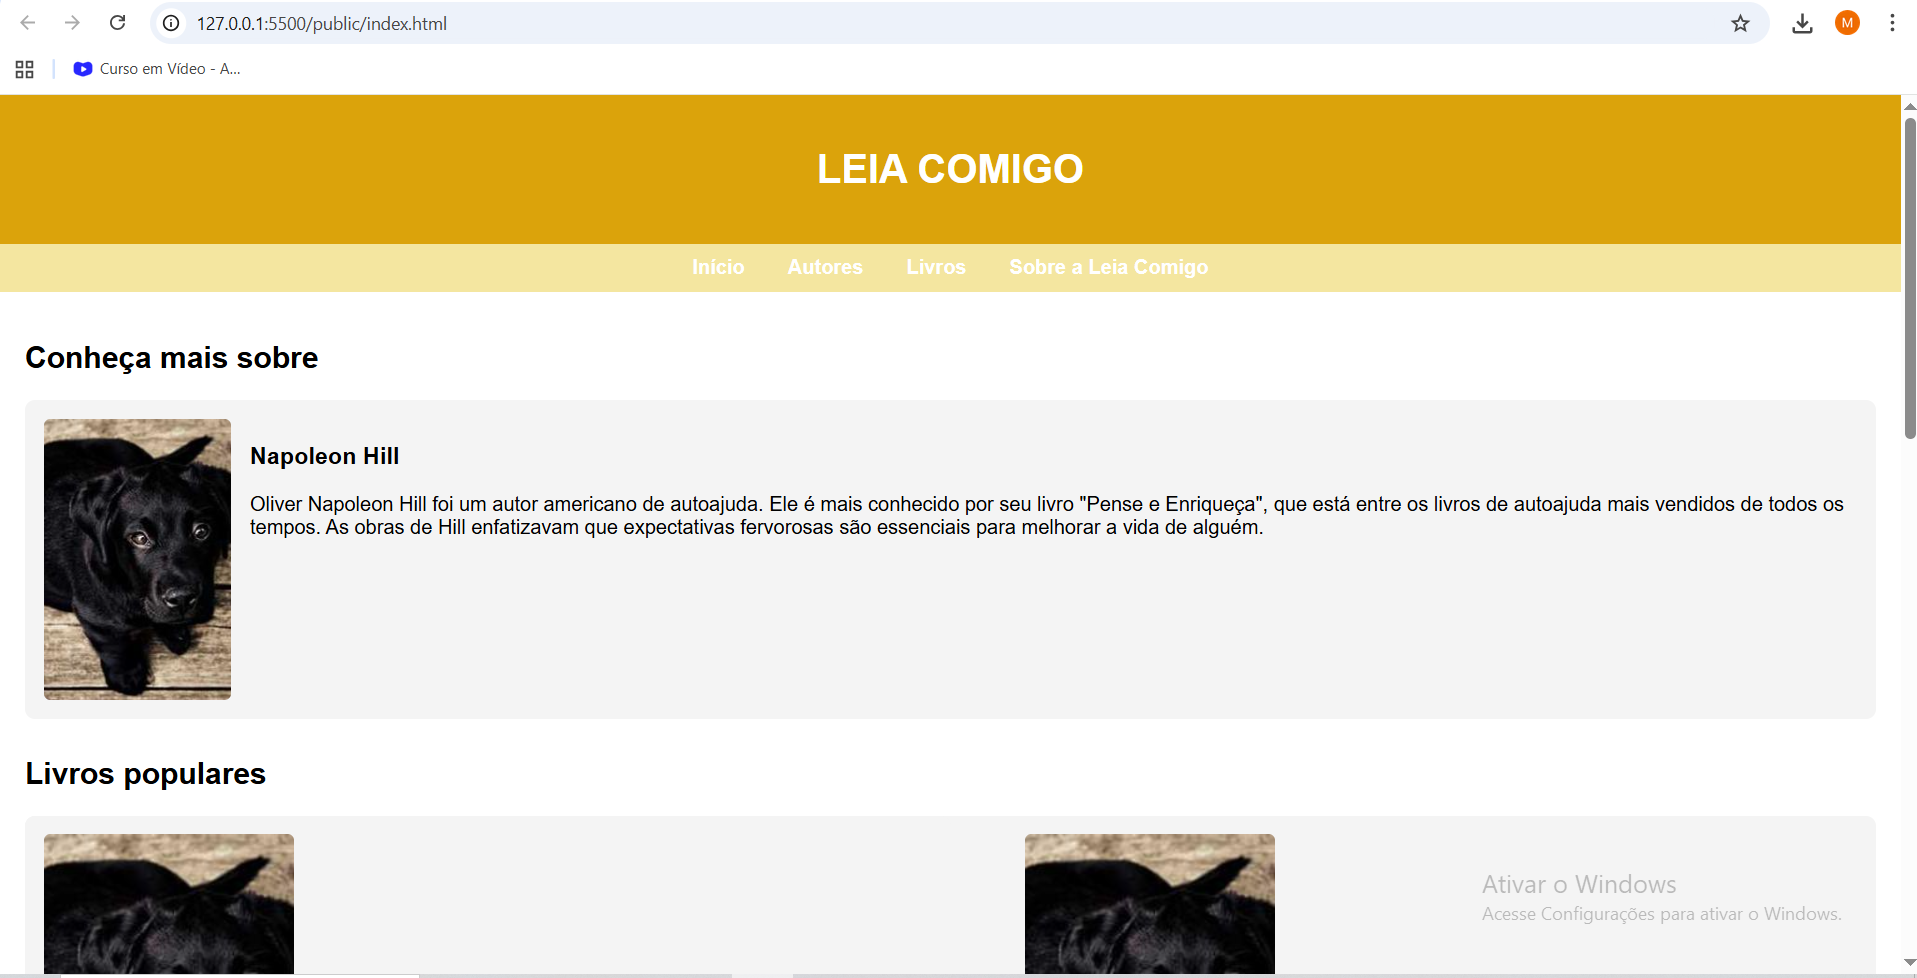 127.0.0.1:5500/public/index.html
M
Curso em Vídeo - A...
LEIA COMIGO
Início Autores Livros Sobre a Leia Comigo
Conheça mais sobre
Napoleon Hill
Oliver Napoleon Hill foi um autor americano de autoajuda. Ele é mais conhecido por seu livro "Pense e Enriqueça", que está entre os livros de autoajuda mais vendidos de todos os
tempos. As obras de Hill enfatizavam que expectativas fervorosas são essenciais para melhorar a vida de alguém.
Livros populares
Ativar o Windows
Acesse Configurações para ativar o Windows.